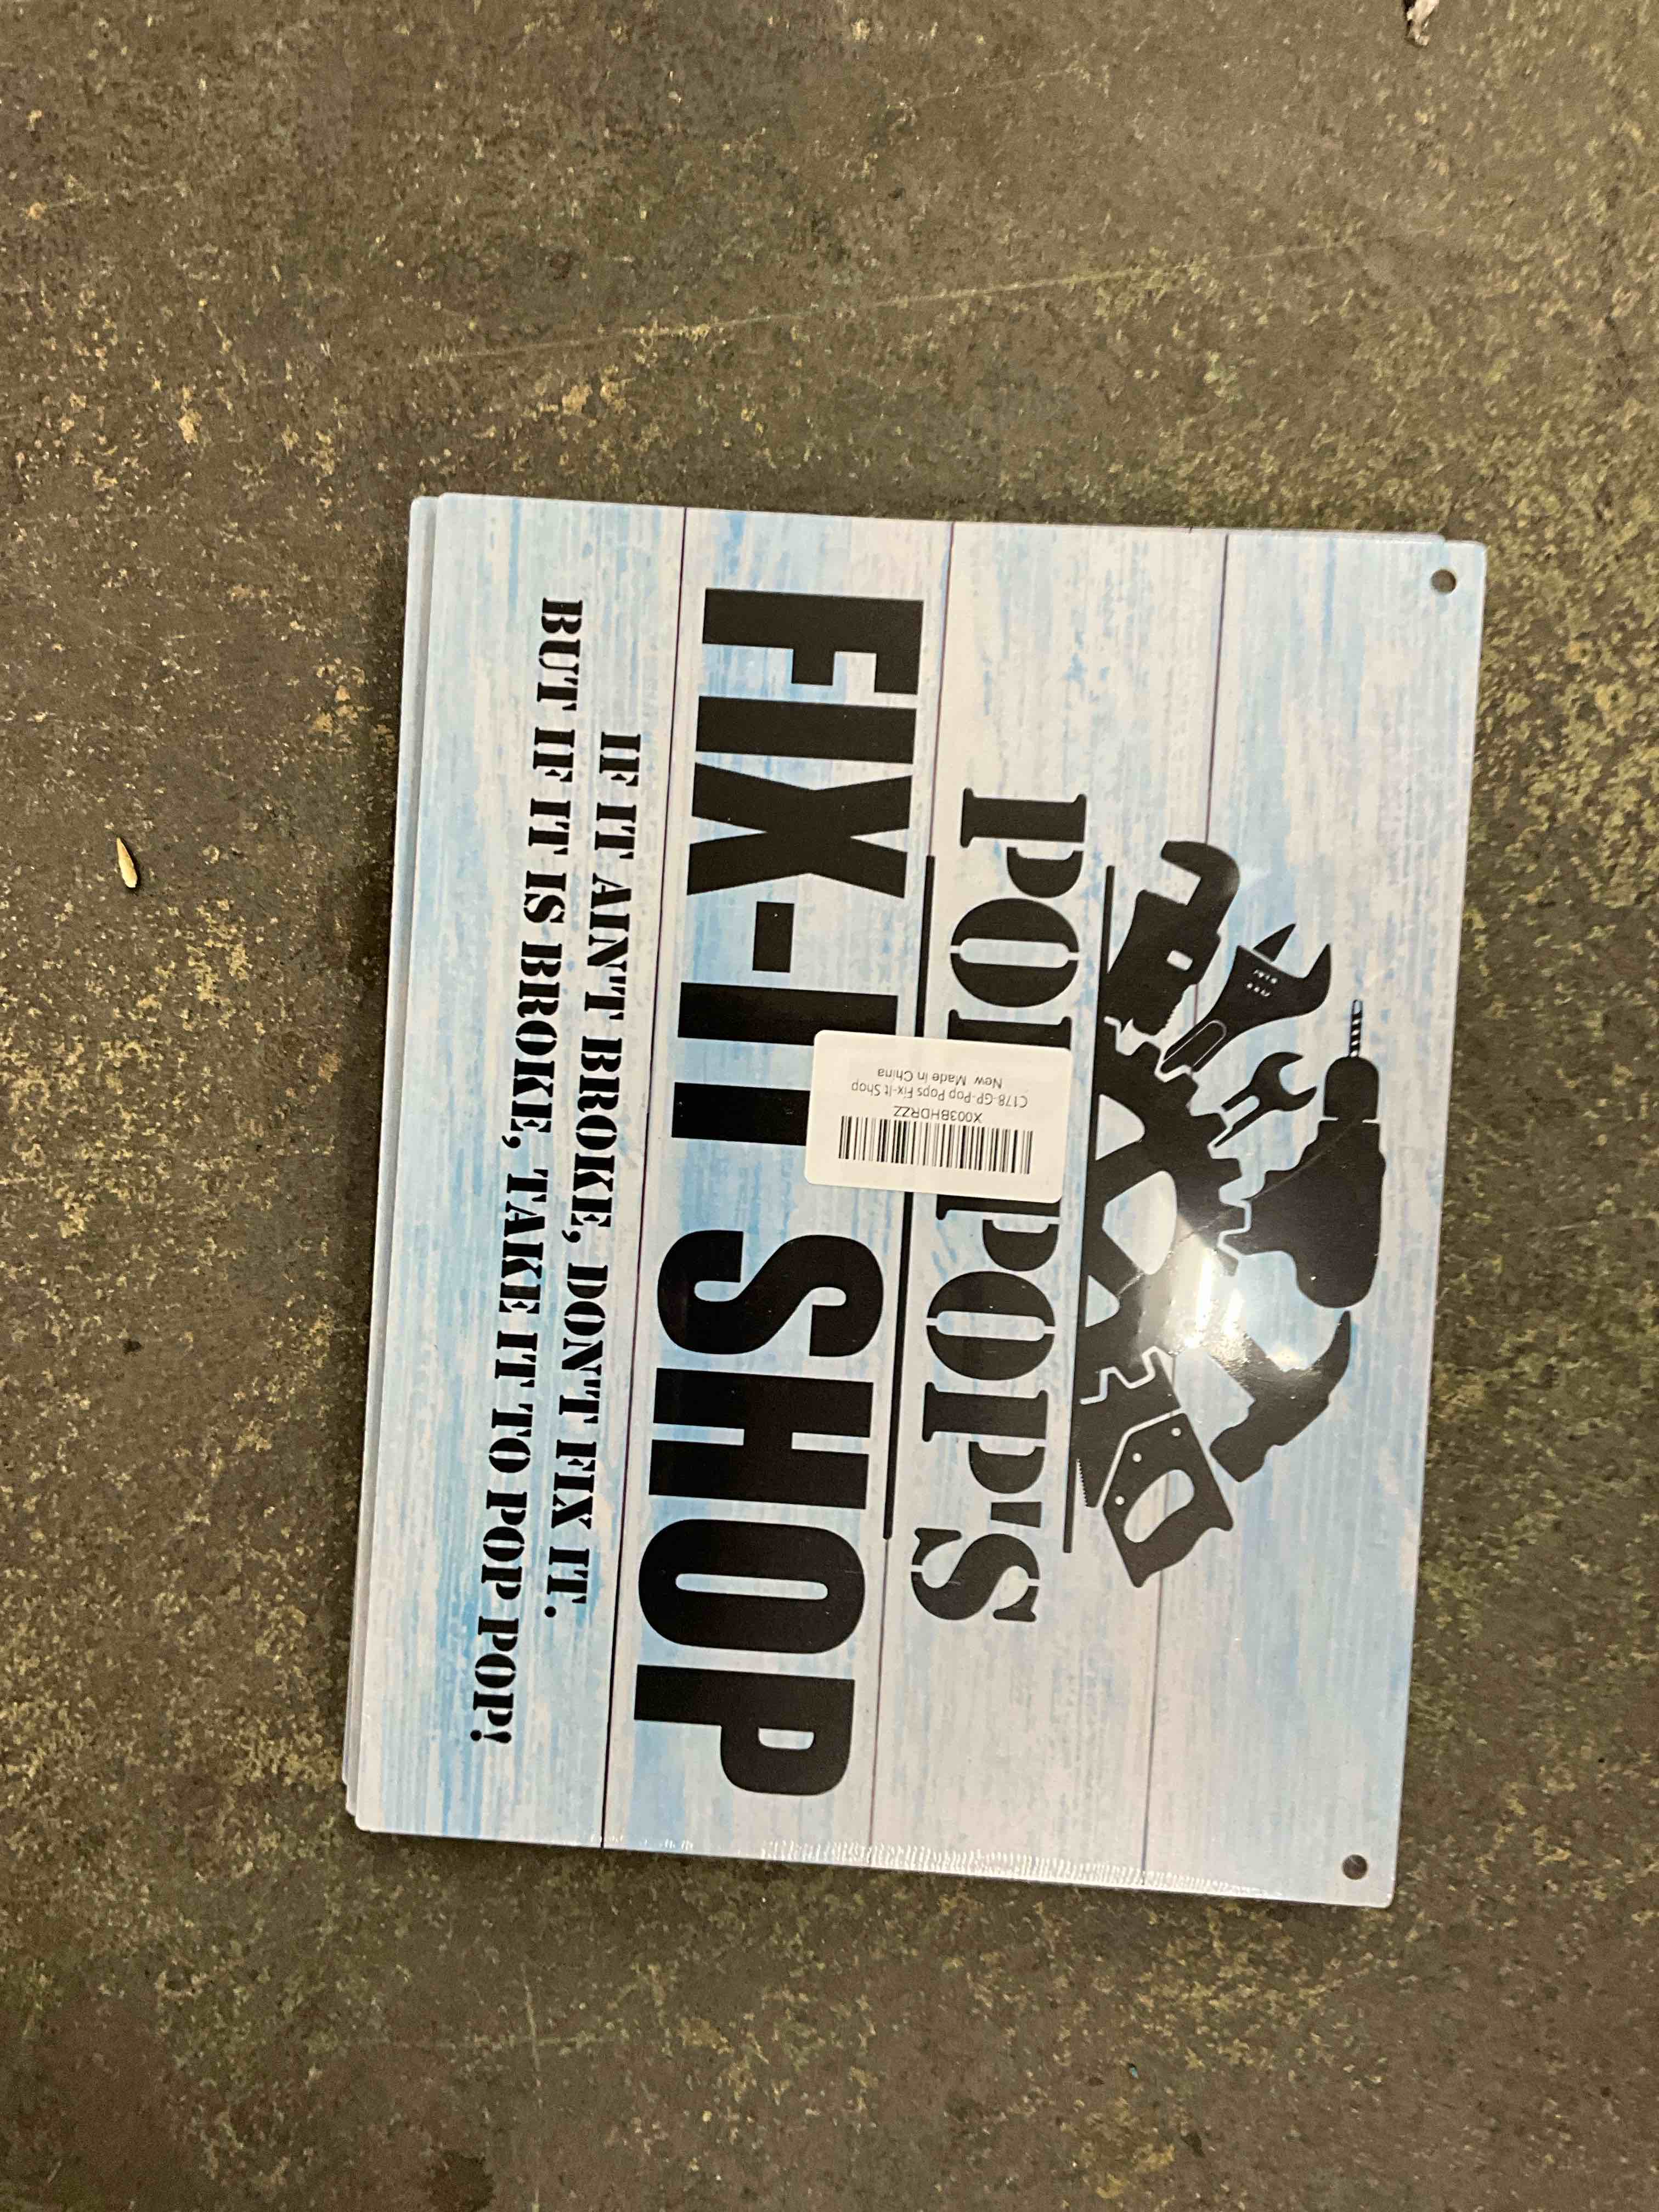 POP POP'S
FIX-IT SHOP
IF IT AIN'T BROKE, DON'T FIX IT.
BUT IF IT IS BROKE, TAKE IT TO POP POP!
X003BHDRZZ
C178-GP-Pop Pops Fix-It Shop
New Made in China